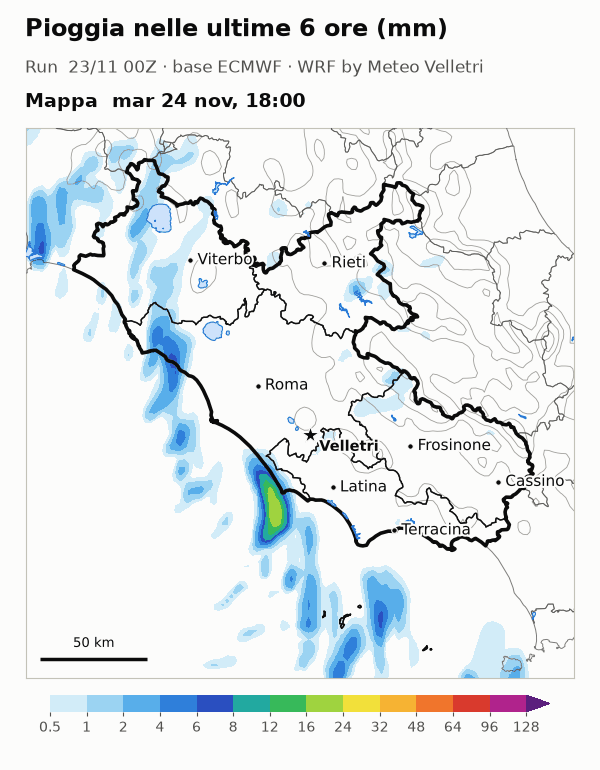 Pioggia nelle ultime 6 ore (mm)
Run  23/11 00Z · base ECMWF · WRF by Meteo Velletri
Mappa  mar 24 nov, 18:00
Viterbo
Rieti
Roma
Velletri
Frosinone
Latina
Cassino
Terracina
50 km
0.5 1 2 4 6 8 12 16 24 32 48 64 96 128